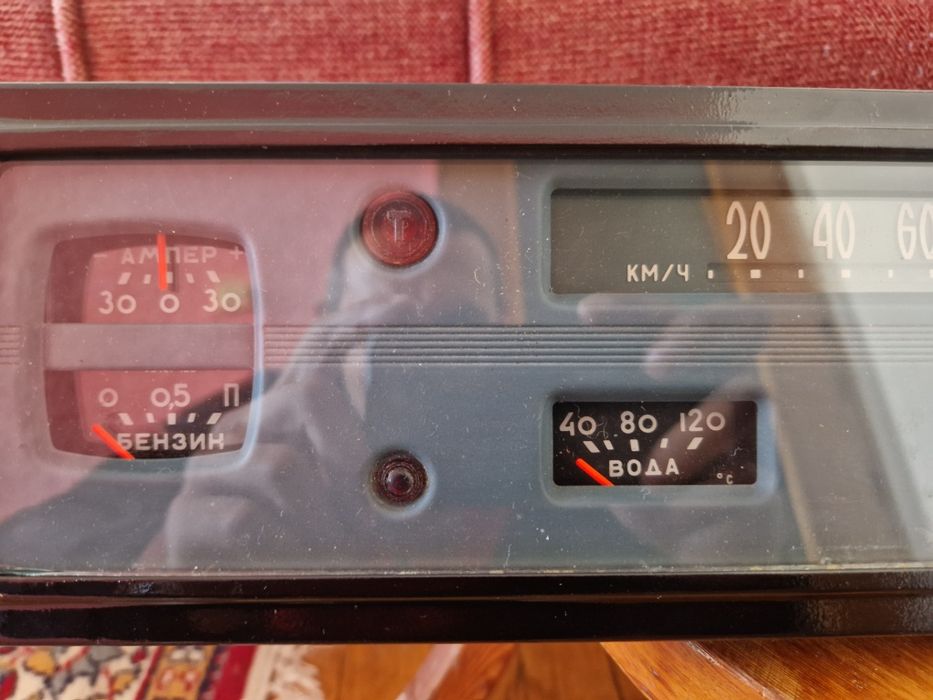 - АМПЕР +
30 0 30
0 0,5 П
БЕНЗИН
Т
20 40 60
КМ/Ч
40 80 120
ВОДА
°С